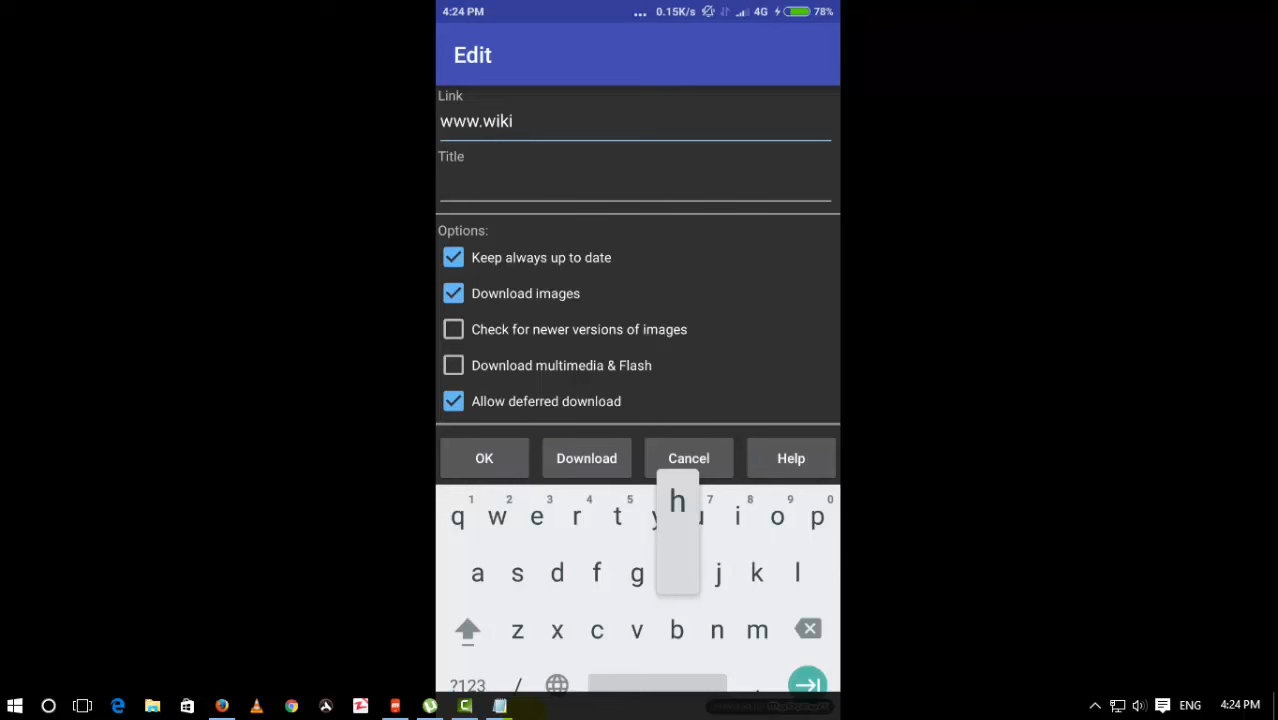 4:24 PM
... 0.15K/s 4G 78%
Edit
Link
www.wiki
Title
Options:
Keep always up to date
Download images
Check for newer versions of images
Download multimedia & Flash
Allow deferred download
OK Download Cancel Help
1 2 3 4 5 7 8 9 0
q w e r t y u i o p
h
a s d f g j k l
z x c v b n m
?123 / .
ENG 4:24 PM